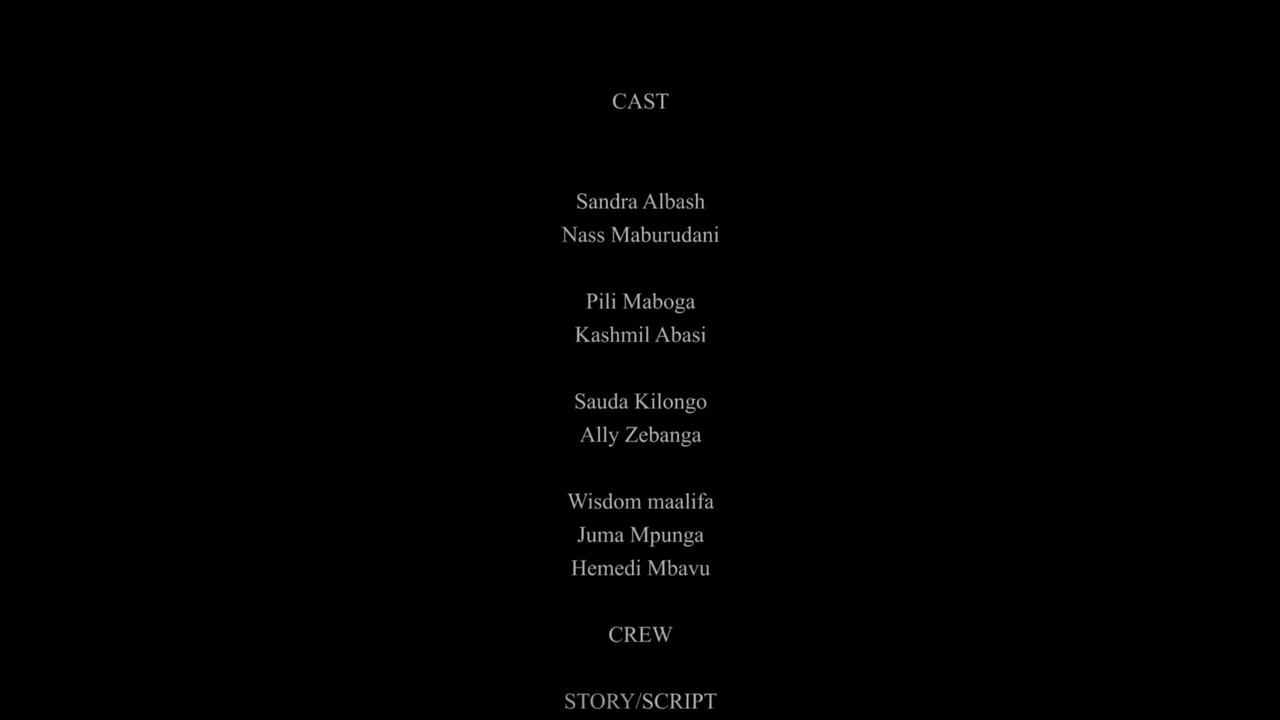 CAST
Sandra Albash
Nass Maburudani
Pili Maboga
Kashmil Abasi
Sauda Kilongo
Ally Zebanga
Wisdom maalifa
Juma Mpunga
Hemedi Mbavu
CREW
STORY/SCRIPT